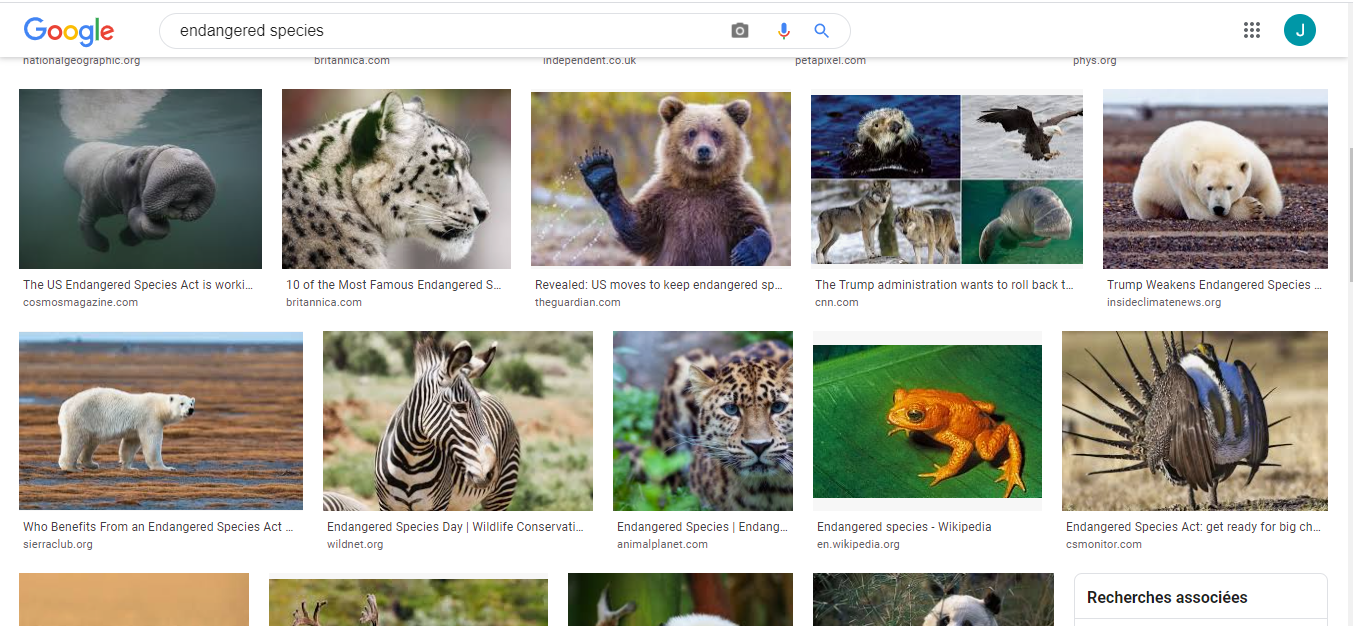 Google
endangered species
J
nationalgeographic.org
britannica.com
independent.co.uk
petapixel.com
phys.org
The US Endangered Species Act is worki...
cosmosmagazine.com
10 of the Most Famous Endangered S...
britannica.com
Revealed: US moves to keep endangered sp...
theguardian.com
The Trump administration wants to roll back t...
cnn.com
Trump Weakens Endangered Species ...
insideclimatenews.org
Who Benefits From an Endangered Species Act ...
sierraclub.org
Endangered Species Day | Wildlife Conservati...
wildnet.org
Endangered Species | Endang...
animalplanet.com
Endangered species - Wikipedia
en.wikipedia.org
Endangered Species Act: get ready for big ch...
csmonitor.com
Recherches associées